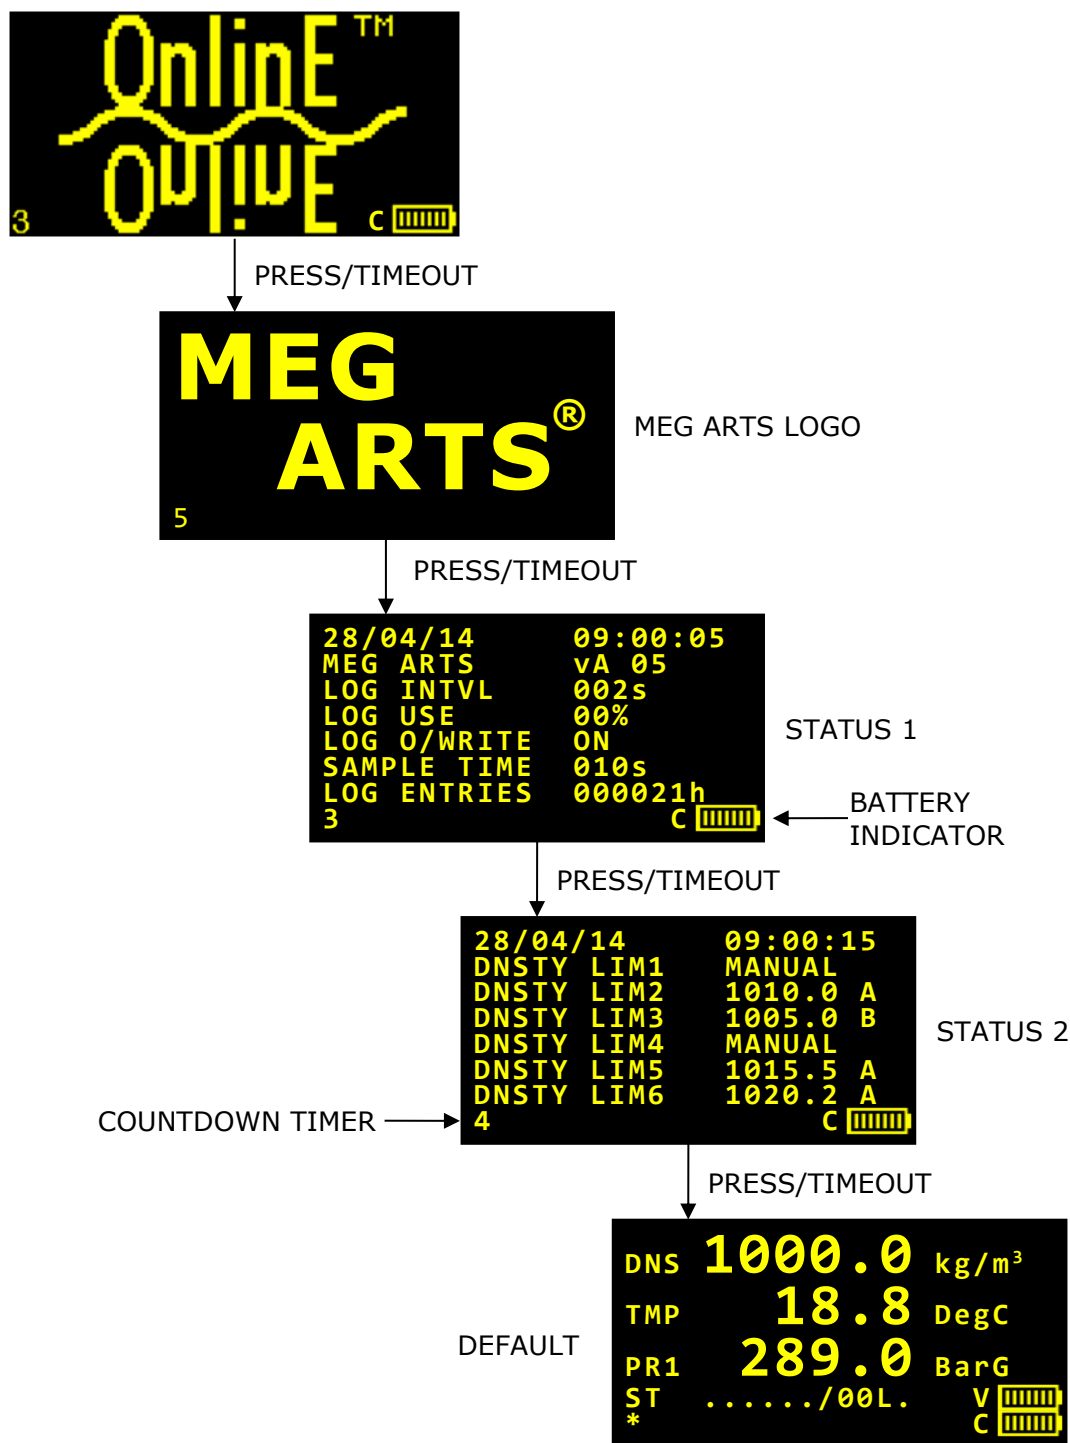 OnlinE™
OnlinE
3 C
PRESS/TIMEOUT
MEG
ARTS®
5
MEG ARTS LOGO
PRESS/TIMEOUT
28/04/14 09:00:05
MEG ARTS vA 05
LOG INTVL 002s
LOG USE 00%
LOG O/WRITE ON
SAMPLE TIME 010s
LOG ENTRIES 000021h
3 C
STATUS 1
BATTERY
INDICATOR
PRESS/TIMEOUT
28/04/14 09:00:15
DNSTY LIM1 MANUAL
DNSTY LIM2 1010.0 A
DNSTY LIM3 1005.0 B
DNSTY LIM4 MANUAL
DNSTY LIM5 1015.5 A
DNSTY LIM6 1020.2 A
4 C
STATUS 2
COUNTDOWN TIMER
PRESS/TIMEOUT
DNS 1000.0 kg/m³
TMP 18.8 DegC
PR1 289.0 BarG
ST ....../00L. V
* C
DEFAULT